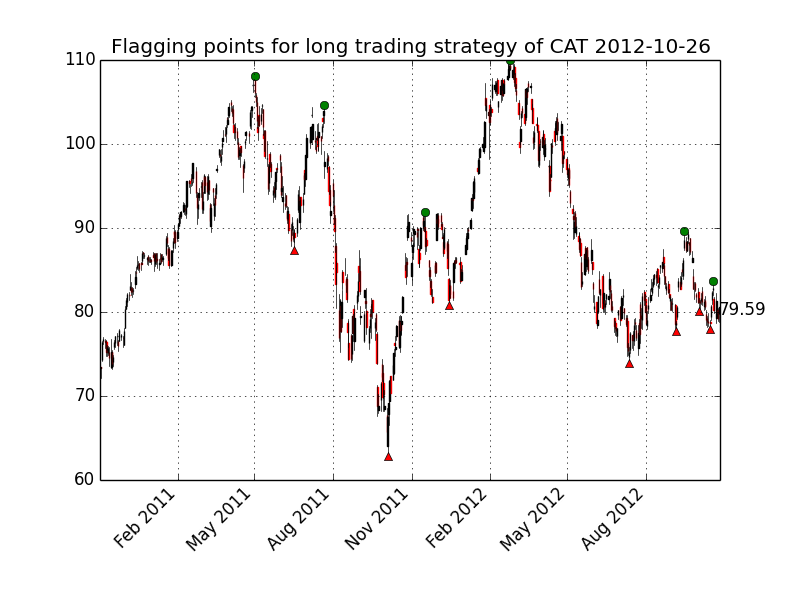 Flagging points for long trading strategy of CAT 2012-10-26
110
100
90
80
70
60
79.59
Feb 2011
May 2011
Aug 2011
Nov 2011
Feb 2012
May 2012
Aug 2012